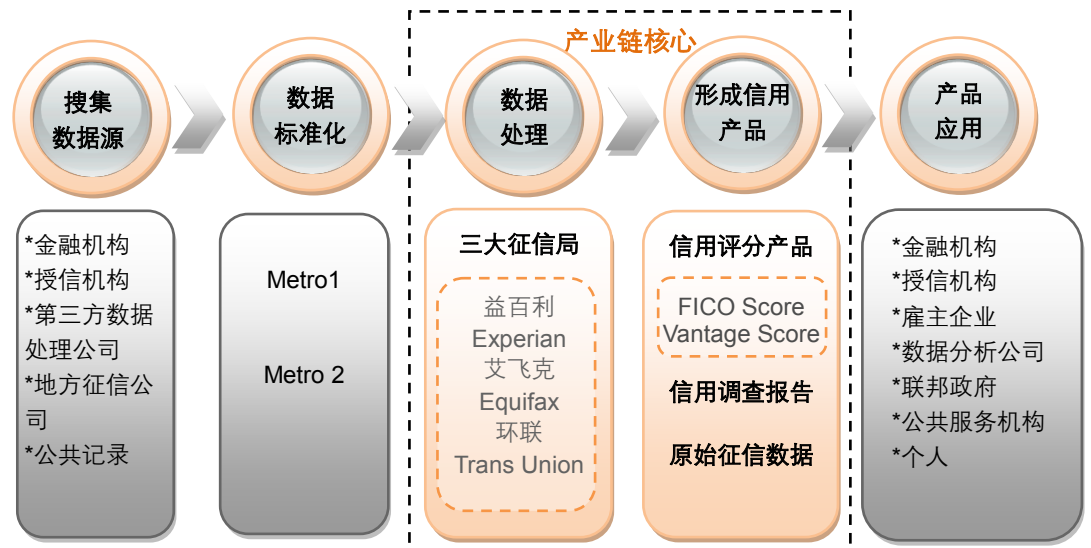 产业链核心
搜集
数据源
数据
标准化
数据
处理
形成信用
产品
产品
应用
*金融机构
*授信机构
*第三方数据
处理公司
*地方征信公
司
*公共记录
Metro1
Metro 2
三大征信局
益百利
Experian
艾飞克
Equifax
环联
Trans Union
信用评分产品
FICO Score
Vantage Score
信用调查报告
原始征信数据
*金融机构
*授信机构
*雇主企业
*数据分析公司
*联邦政府
*公共服务机构
*个人